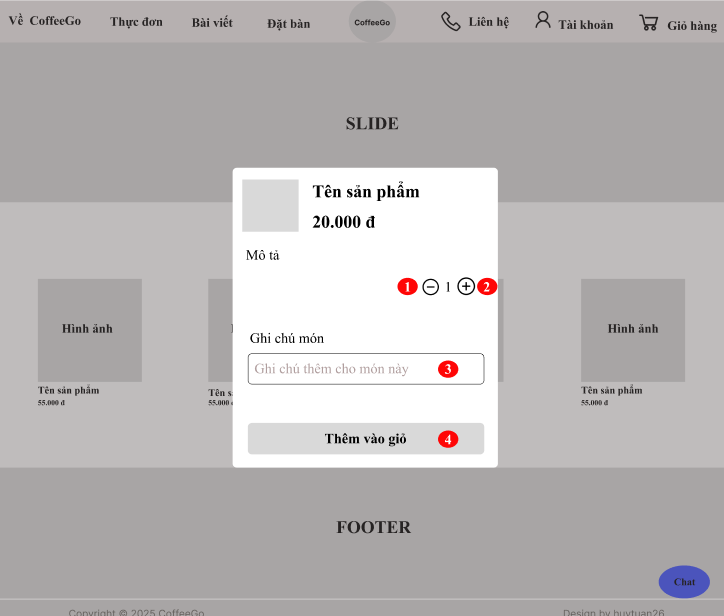 Về CoffeeGo Thực đơn Bài viết Đặt bàn CoffeeGo Liên hệ Tài khoản Giỏ hàng
SLIDE
Tên sản phẩm
20.000 đ
Mô tả
1 1 2
Hình ảnh Hình ảnh
Ghi chú món
Ghi chú thêm cho món này 3
Tên sản phẩm Tên s Tên sản phẩm
55.000 đ 55.000 55.000 đ
Thêm vào giỏ 4
FOOTER
Chat
Copyright © 2025 CoffeeGo Design by huytuan26